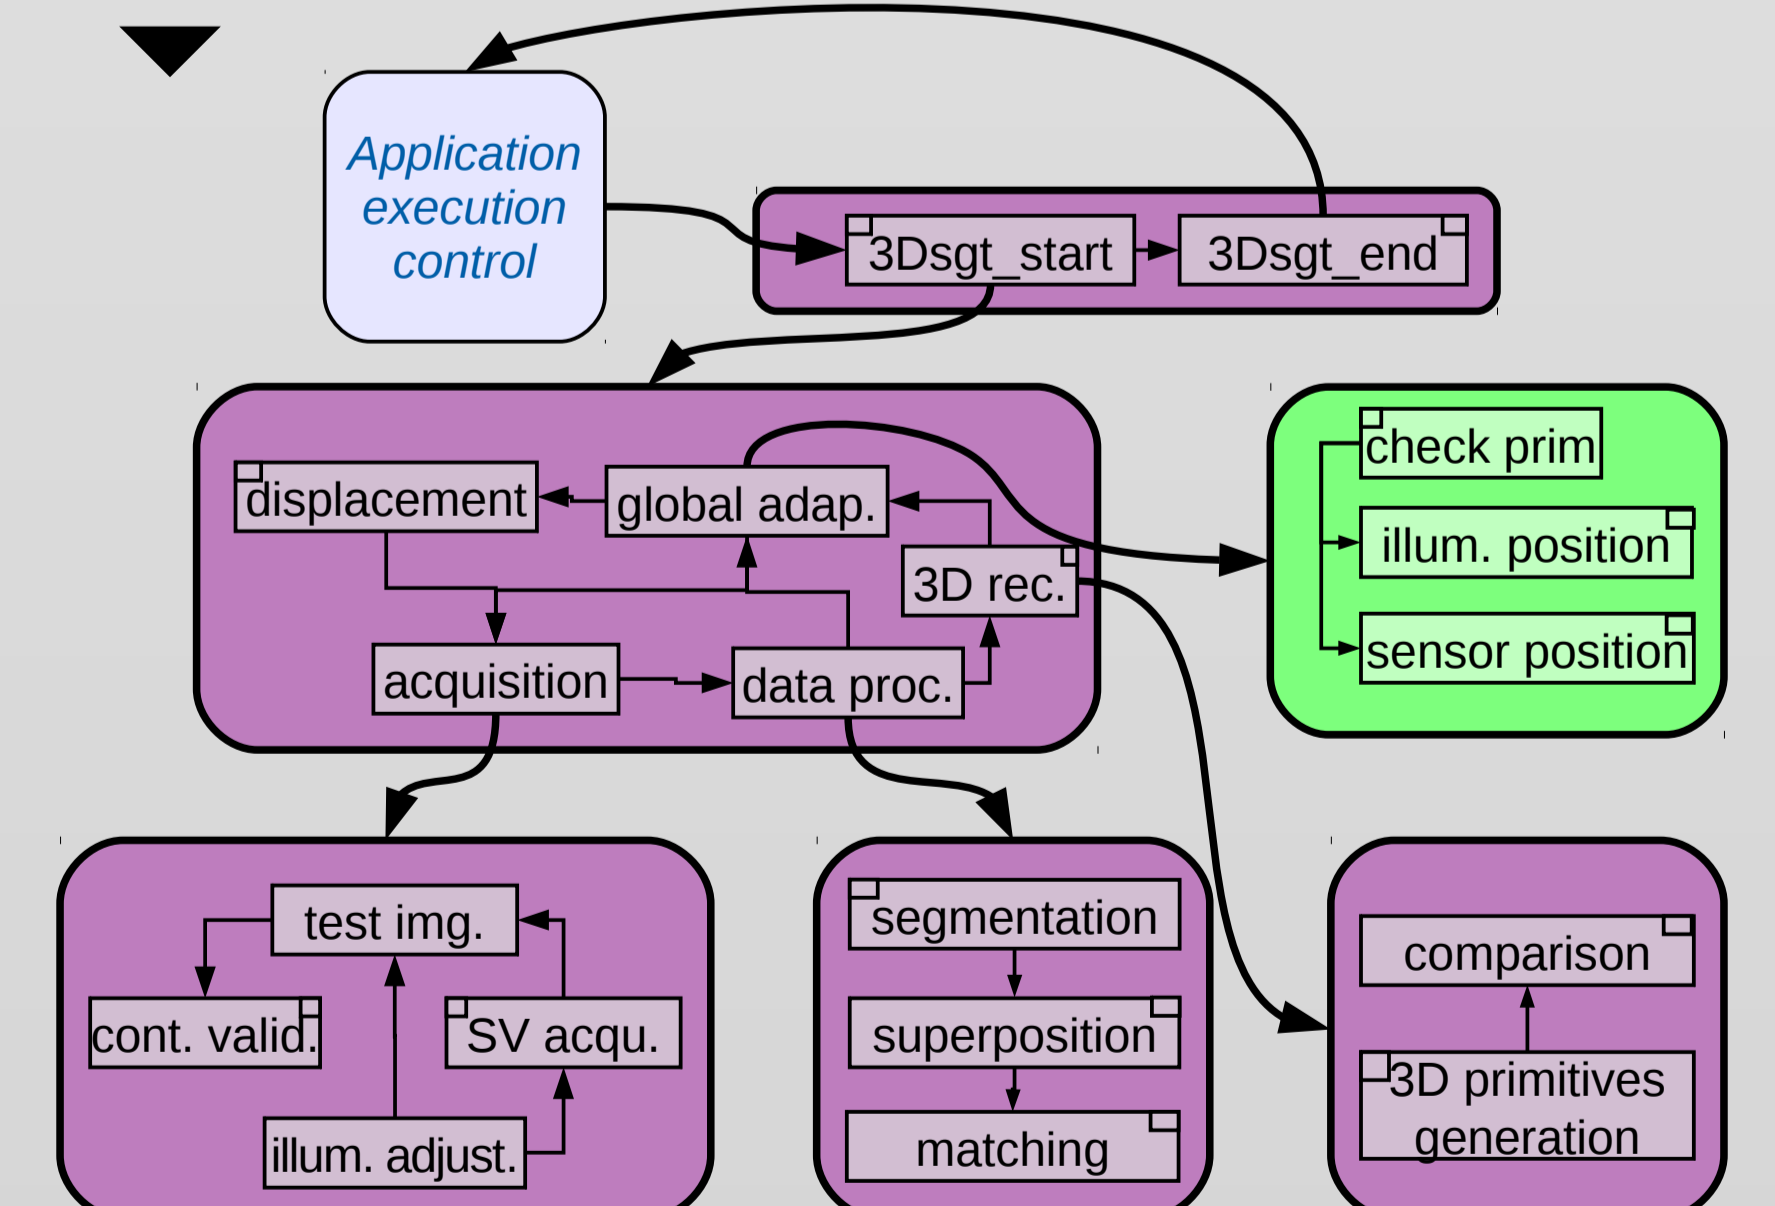 Application
execution
control
3Dsgt_start
3Dsgt_end
displacement
global adap.
3D rec.
acquisition
data proc.
check prim
illum. position
sensor position
test img.
cont. valid.
SV acqu.
illum. adjust.
segmentation
superposition
matching
comparison
3D primitives
generation